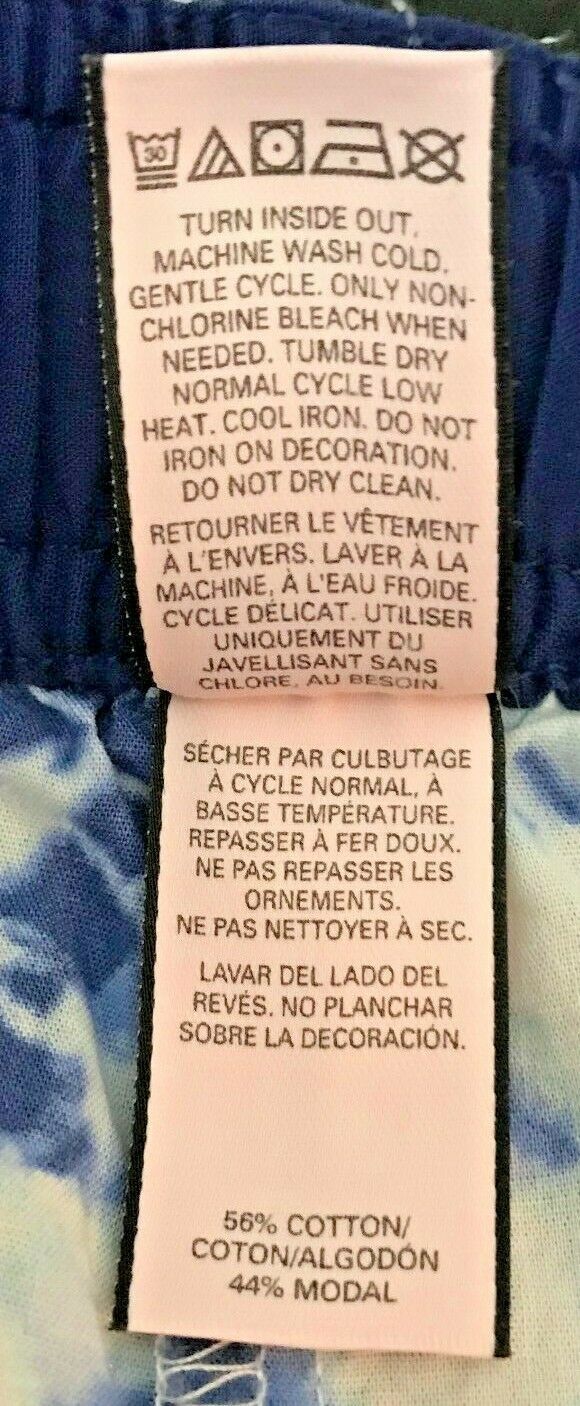 30
TURN INSIDE OUT.
MACHINE WASH COLD.
GENTLE CYCLE. ONLY NON-
CHLORINE BLEACH WHEN
NEEDED. TUMBLE DRY
NORMAL CYCLE LOW
HEAT. COOL IRON. DO NOT
IRON ON DECORATION.
DO NOT DRY CLEAN.
RETOURNER LE VÊTEMENT
À L'ENVERS. LAVER À LA
MACHINE, À L'EAU FROIDE.
CYCLE DÉLICAT. UTILISER
UNIQUEMENT DU
JAVELLISANT SANS
CHLORE, AU BESOIN.
SÉCHER PAR CULBUTAGE
À CYCLE NORMAL, À
BASSE TEMPÉRATURE.
REPASSER À FER DOUX.
NE PAS REPASSER LES
ORNEMENTS.
NE PAS NETTOYER À SEC.
LAVAR DEL LADO DEL
REVÉS. NO PLANCHAR
SOBRE LA DECORACIÓN.
56% COTTON/
COTON/ALGODÓN
44% MODAL